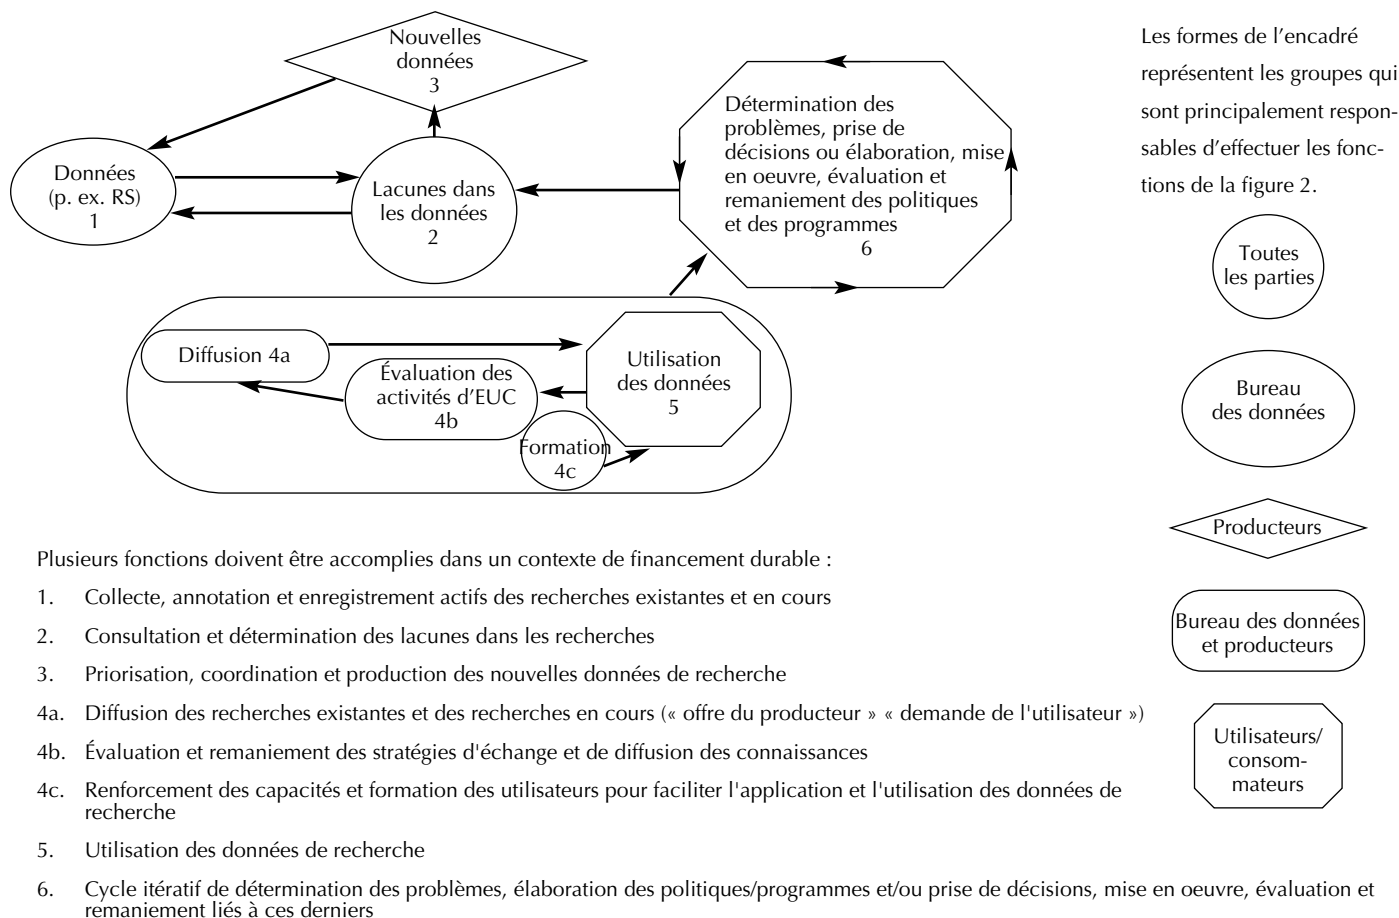 Nouvelles
données
3
Données
(p. ex. RS)
1
Lacunes dans
les données
2
Détermination des
problèmes, prise de
décisions ou élaboration, mise
en oeuvre, évaluation et
remaniement des politiques
et des programmes
6
Diffusion 4a
Évaluation des
activités d'EUC
4b
Utilisation
des données
5
Formation
4c
Les formes de l'encadré
représentent les groupes qui
sont principalement respon-
sables d'effectuer les fonc-
tions de la figure 2.
Toutes
les parties
Bureau
des données
Producteurs
Bureau des données
et producteurs
Utilisateurs/
consom-
mateurs
Plusieurs fonctions doivent être accomplies dans un contexte de financement durable :
1. Collecte, annotation et enregistrement actifs des recherches existantes et en cours
2. Consultation et détermination des lacunes dans les recherches
3. Priorisation, coordination et production des nouvelles données de recherche
4a. Diffusion des recherches existantes et des recherches en cours (« offre du producteur » « demande de l'utilisateur »)
4b. Évaluation et remaniement des stratégies d'échange et de diffusion des connaissances
4c. Renforcement des capacités et formation des utilisateurs pour faciliter l'application et l'utilisation des données de
recherche
5. Utilisation des données de recherche
6. Cycle itératif de détermination des problèmes, élaboration des politiques/programmes et/ou prise de décisions, mise en oeuvre, évaluation et
remaniement liés à ces derniers